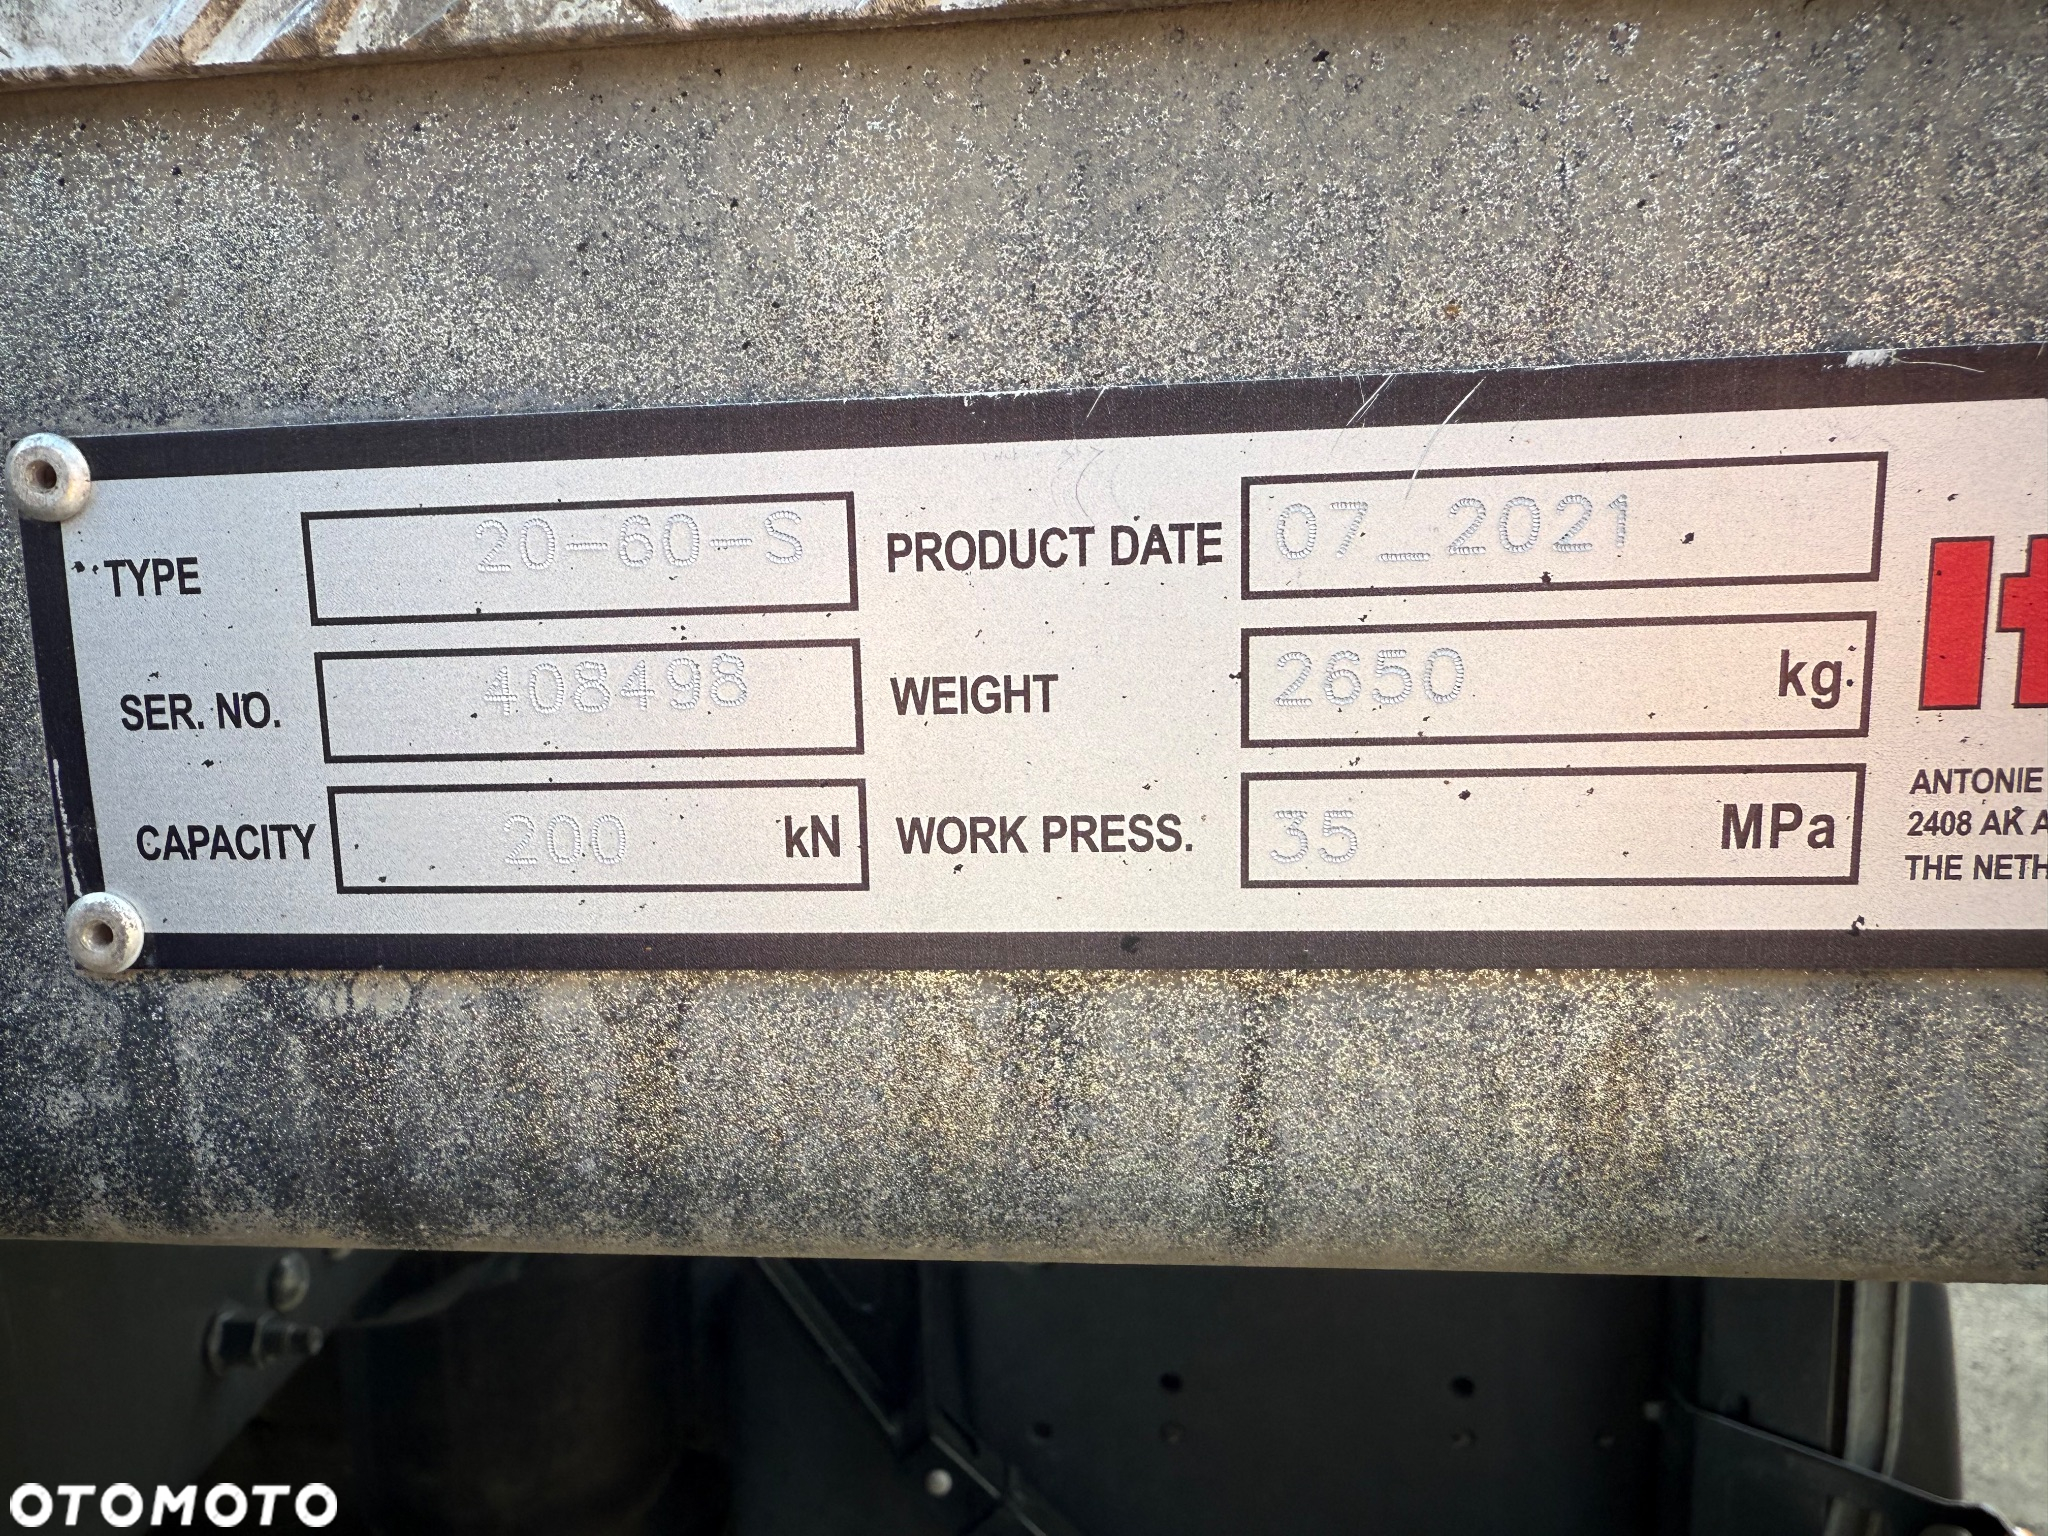 TYPE 20-60-S PRODUCT DATE 07_2021
SER. NO. 408498 WEIGHT 2650 kg
CAPACITY 200 kN WORK PRESS. 35 MPa
ANTONIE
2408 AK A
THE NETH
OTOMOTO